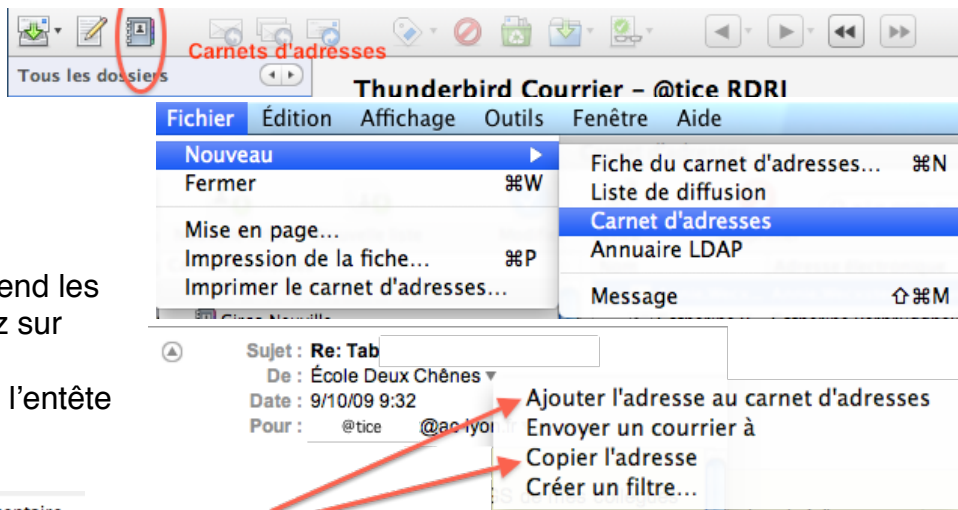 Carnets d'adresses
Tous les dossiers
Thunderbird Courrier – @tice RDRI
Fichier Édition Affichage Outils Fenêtre Aide
Nouveau
Fermer ⌘W
Mise en page...
Impression de la fiche... ⌘P
Imprimer le carnet d'adresses...
Fiche du carnet d'adresses... ⌘N
Liste de diffusion
Carnet d'adresses
Annuaire LDAP
Message ⇧⌘M
end les
z sur
l'entête
Sujet : Re: Tab
De : École Deux Chênes
Date : 9/10/09 9:32
Pour : @tice @ac-lyon
Ajouter l'adresse au carnet d'adresses
Envoyer un courrier à
Copier l'adresse
Créer un filtre...